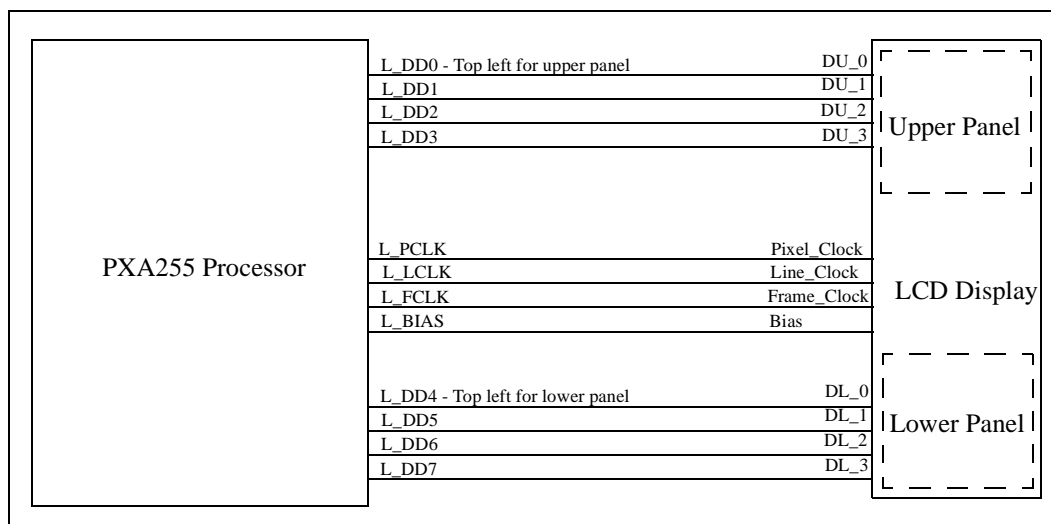 L_DD0 - Top left for upper panel DU_0
L_DD1 DU_1
L_DD2 DU_2
L_DD3 DU_3
Upper Panel
PXA255 Processor
L_PCLK Pixel_Clock
L_LCLK Line_Clock
L_FCLK Frame_Clock
L_BIAS Bias
LCD Display
L_DD4 - Top left for lower panel DL_0
L_DD5 DL_1
L_DD6 DL_2
L_DD7 DL_3
Lower Panel